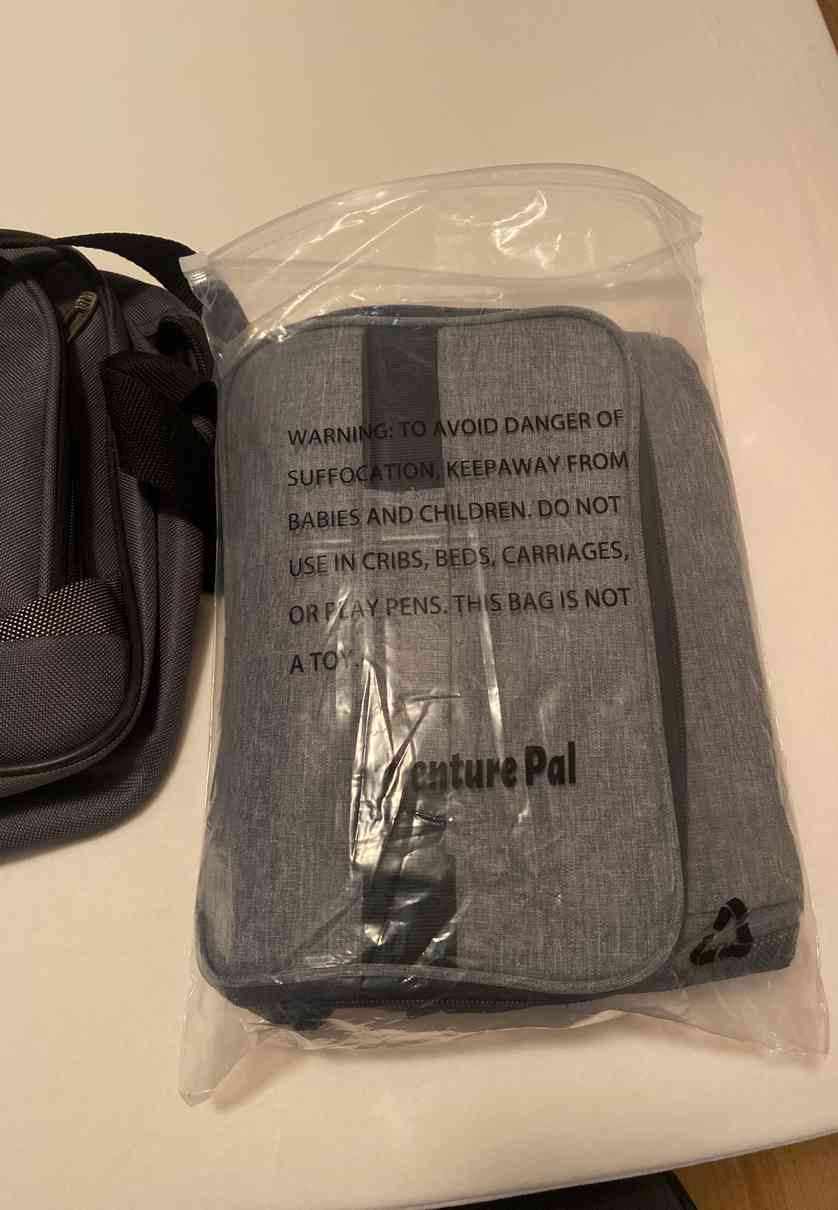 WARNING: TO AVOID DANGER OF
SUFFOCATION, KEEPAWAY FROM
BABIES AND CHILDREN. DO NOT
USE IN CRIBS, BEDS, CARRIAGES,
OR PLAY PENS. THIS BAG IS NOT
A TOY.
Pal